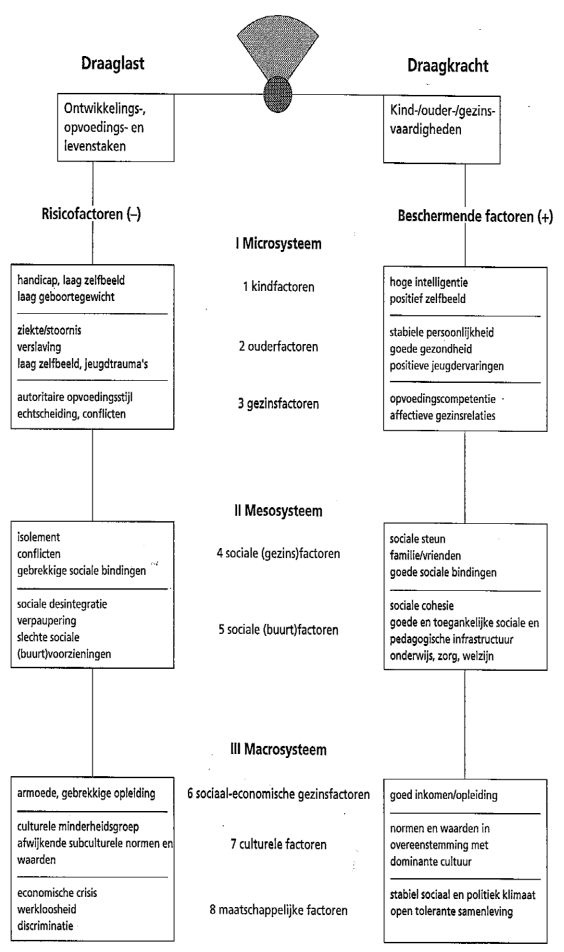 Draaglast
Draagkracht
Ontwikkelings-,
opvoedings- en
levenstaken
Kind-/ouder-/gezins-
vaardigheden
Risicofactoren (–)
Beschermende factoren (+)
I Microsysteem
handicap, laag zelfbeeld
laag geboortegewicht
1 kindfactoren
hoge intelligentie
positief zelfbeeld
ziekte/stoornis
verslaving
laag zelfbeeld, jeugdtrauma's
2 ouderfactoren
stabiele persoonlijkheid
goede gezondheid
positieve jeugdervaringen
autoritaire opvoedingsstijl
echtscheiding, conflicten
3 gezinsfactoren
opvoedingscompetentie
affectieve gezinsrelaties
II Mesosysteem
isolement
conflicten
gebrekkige sociale bindingen
4 sociale (gezins)factoren
sociale steun
familie/vrienden
goede sociale bindingen
sociale desintegratie
verpaupering
slechte sociale
(buurt)voorzieningen
5 sociale (buurt)factoren
sociale cohesie
goede en toegankelijke sociale en
pedagogische infrastructuur
onderwijs, zorg, welzijn
III Macrosysteem
armoede, gebrekkige opleiding
6 sociaal-economische gezinsfactoren
goed inkomen/opleiding
culturele minderheidsgroep
afwijkende subculturele normen en
waarden
7 culturele factoren
normen en waarden in
overeenstemming met
dominante cultuur
economische crisis
werkloosheid
discriminatie
8 maatschappelijke factoren
stabiel sociaal en politiek klimaat
open tolerante samenleving